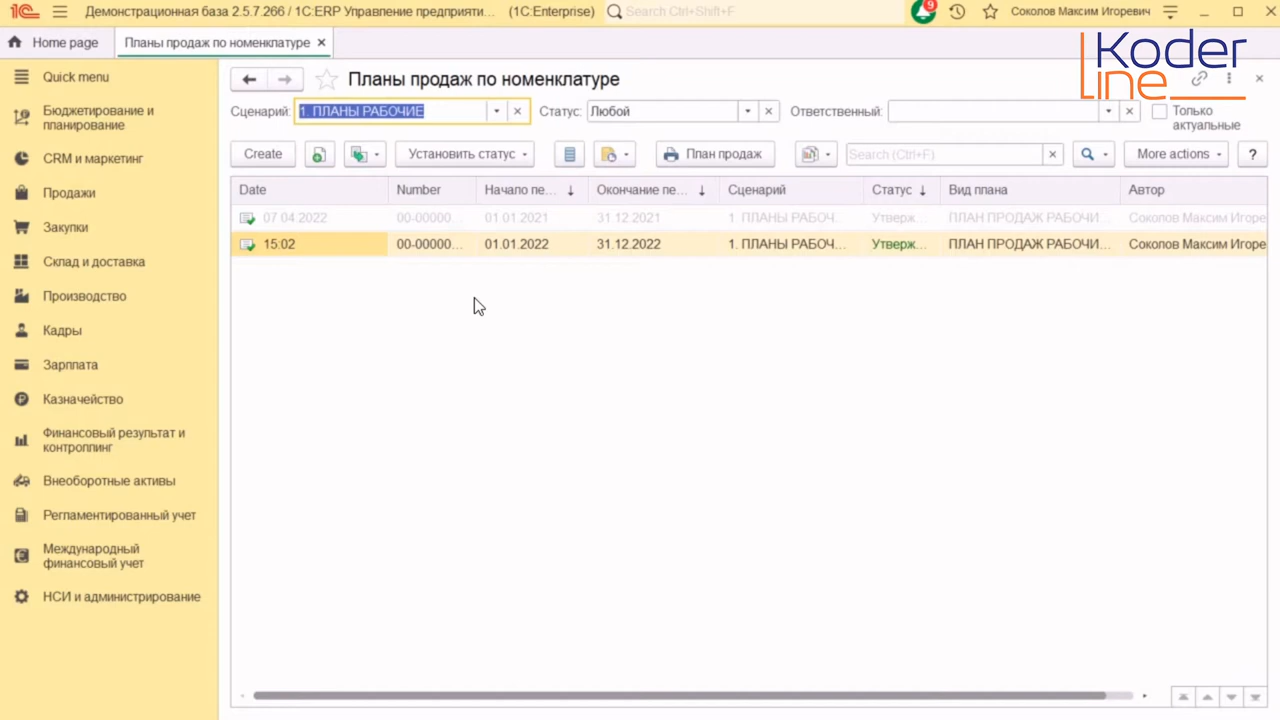 Демонстрационная база 2.5.7.266 / 1С:ERP Управление предприяти... (1C:Enterprise) Search Ctrl+Shift+F 9 Соколов Максим Игоревич
Home page Планы продаж по номенклатуре
Koder
line
Quick menu
Бюджетирование и
планирование
CRM и маркетинг
Продажи
Закупки
Склад и доставка
Производство
Кадры
Зарплата
Казначейство
Финансовый результат и
контроллинг
Внеоборотные активы
Регламентированный учет
Международный
финансовый учет
НСИ и администрирование
Планы продаж по номенклатуре
Сценарий: 1. ПЛАНЫ РАБОЧИЕ Статус: Любой Ответственный: Только
актуальные
Create Установить статус План продаж Search (Ctrl+F) More actions ?
Date Number Начало пе... Окончание пе... Сценарий Статус Вид плана Автор
07.04.2022 00-00000... 01.01.2021 31.12.2021 1. ПЛАНЫ РАБОЧ... Утверж... ПЛАН ПРОДАЖ РАБОЧИ... Соколов Максим Игоре
15:02 00-00000... 01.01.2022 31.12.2022 1. ПЛАНЫ РАБОЧ... Утверж... ПЛАН ПРОДАЖ РАБОЧИ... Соколов Максим Игоре